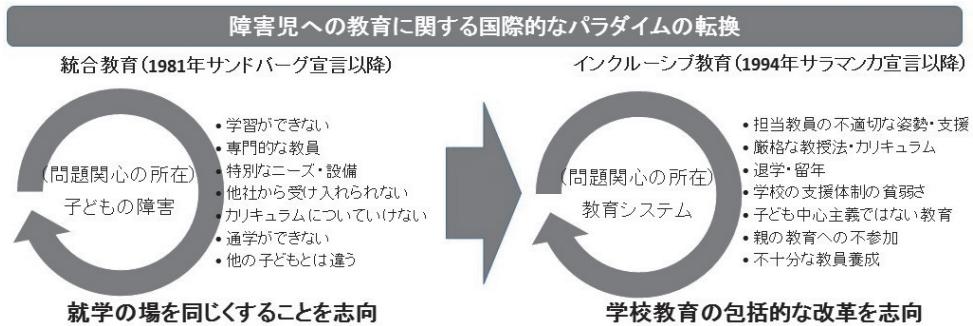 障害児への教育に関する国際的なパラダイムの転換
統合教育(1981年サンドバーグ宣言以降)
(問題関心の所在)
子どもの障害
• 学習ができない
• 専門的な教員
• 特別なニーズ・設備
• 他社から受け入れられない
• カリキュラムについていけない
• 通学ができない
• 他の子どもとは違う
就学の場を同じくすることを志向
インクルーシブ教育(1994年サラマンカ宣言以降)
(問題関心の所在)
教育システム
• 担当教員の不適切な姿勢・支援
• 厳格な教授法・カリキュラム
• 退学・留年
• 学校の支援体制の貧弱さ
• 子ども中心主義ではない教育
• 親の教育への不参加
• 不十分な教員養成
学校教育の包括的な改革を志向